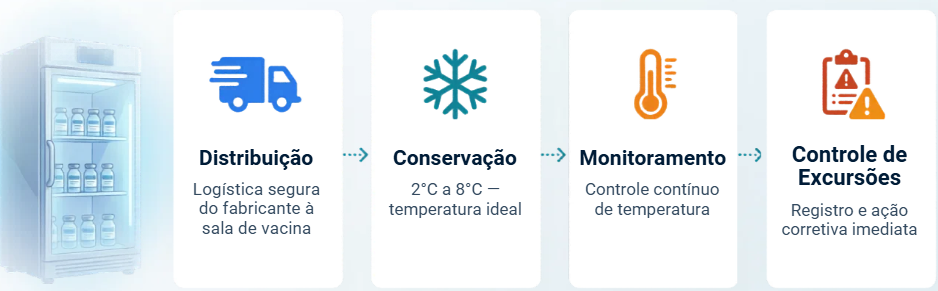 Distribuição
Logística segura
do fabricante à
sala de vacina
Conservação
2°C a 8°C —
temperatura ideal
Monitoramento
Controle contínuo
de temperatura
Controle de
Excursões
Registro e ação
corretiva imediata